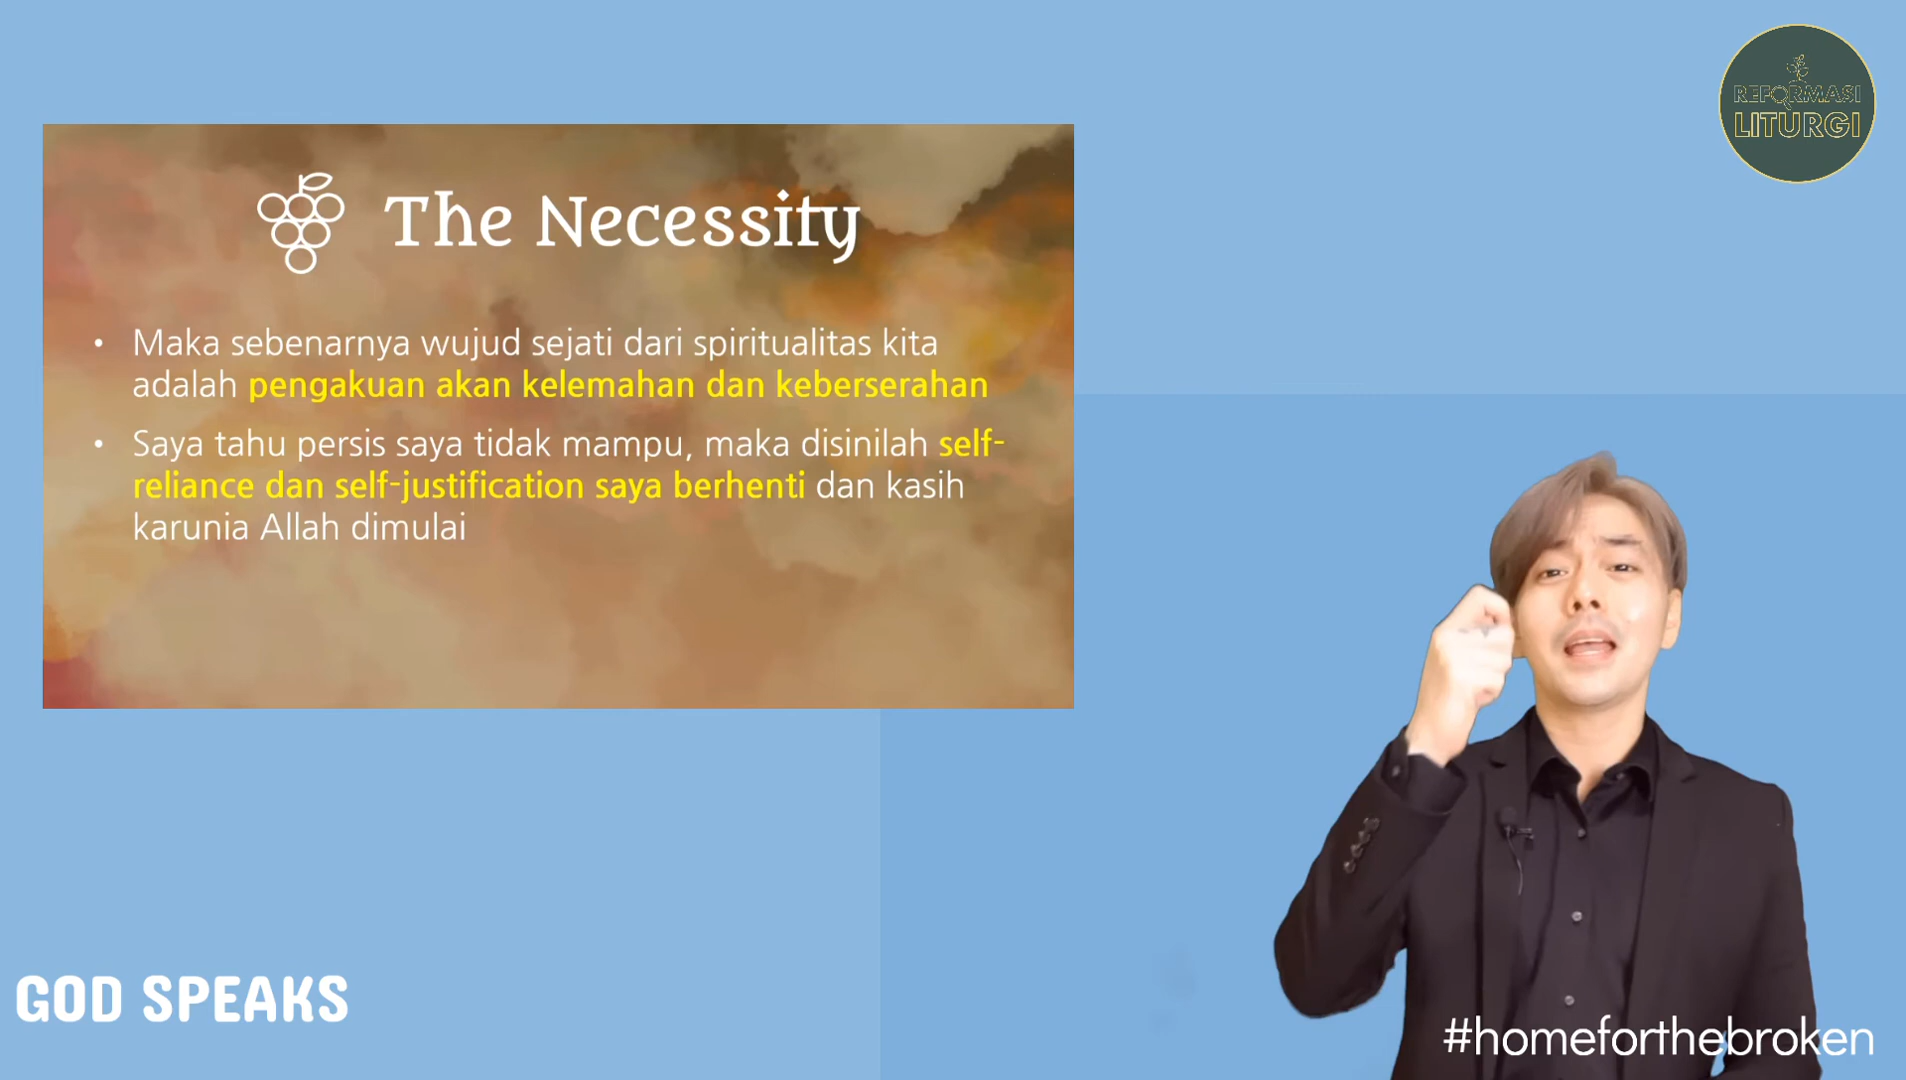 REFORMASI
LITURGI
The Necessity
• Maka sebenarnya wujud sejati dari spiritualitas kita
adalah pengakuan akan kelemahan dan keberserahan
• Saya tahu persis saya tidak mampu, maka disinilah self-
reliance dan self-justification saya berhenti dan kasih
karunia Allah dimulai
GOD SPEAKS
#homeforthebroken